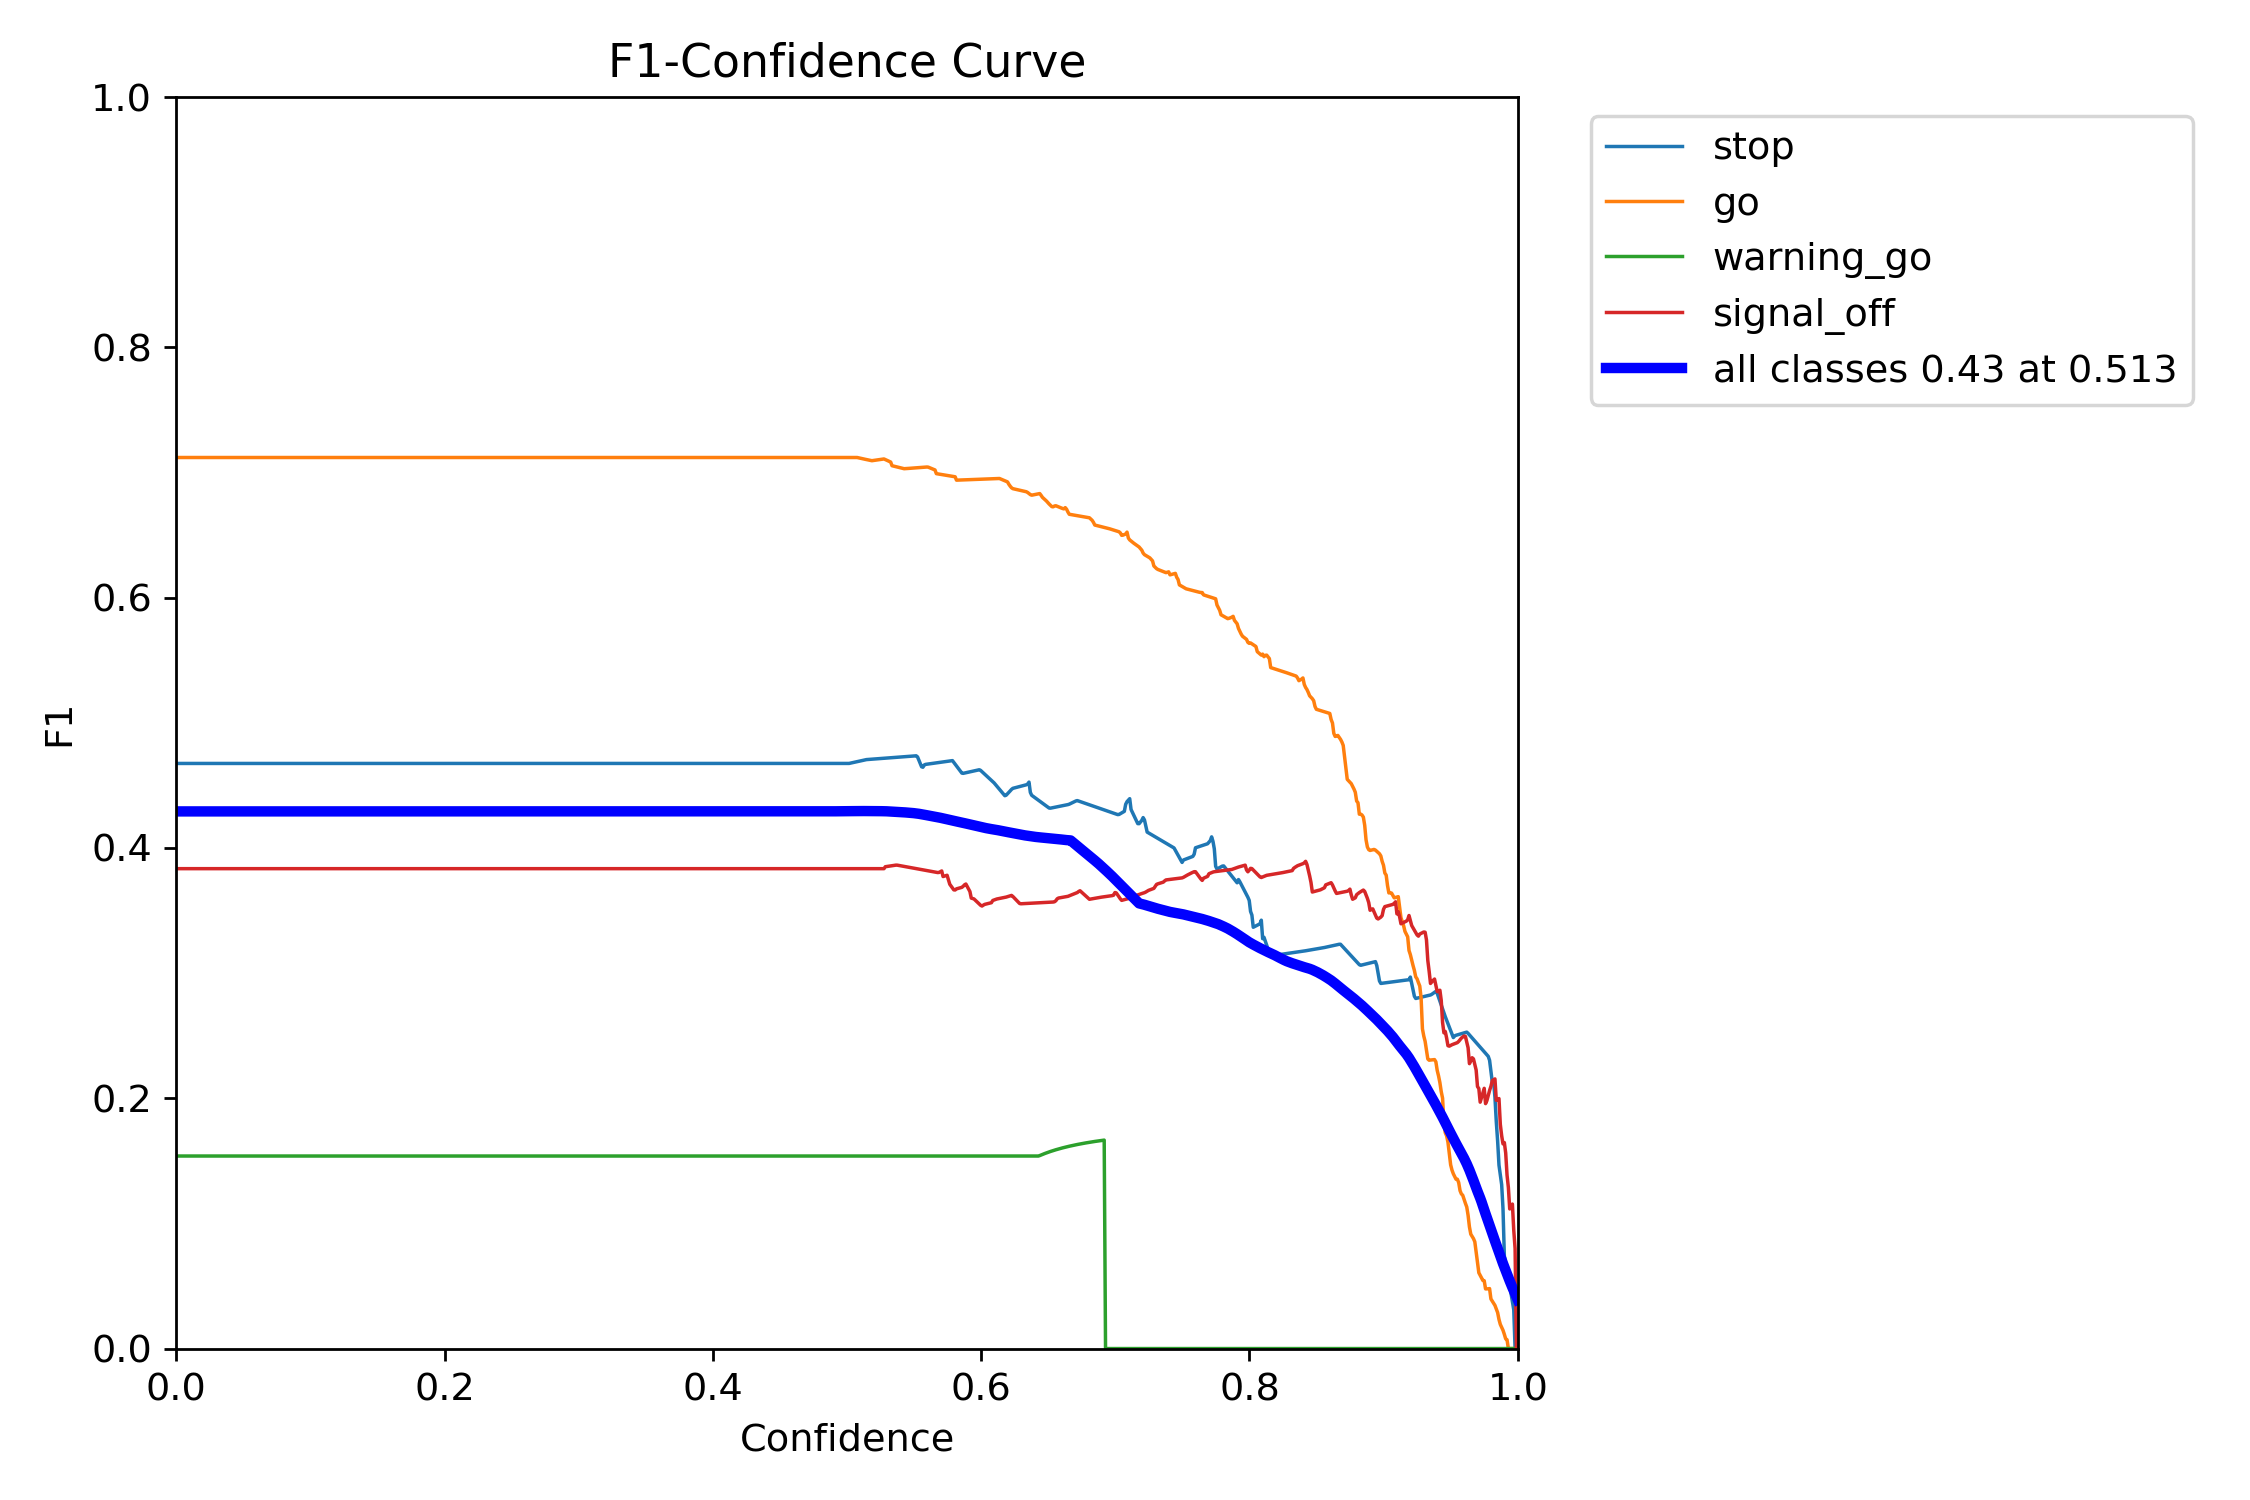 F1-Confidence Curve
1.0
0.8
0.6
0.4
0.2
0.0
F1
0.0 0.2 0.4 0.6 0.8 1.0
Confidence
stop
go
warning_go
signal_off
all classes 0.43 at 0.513